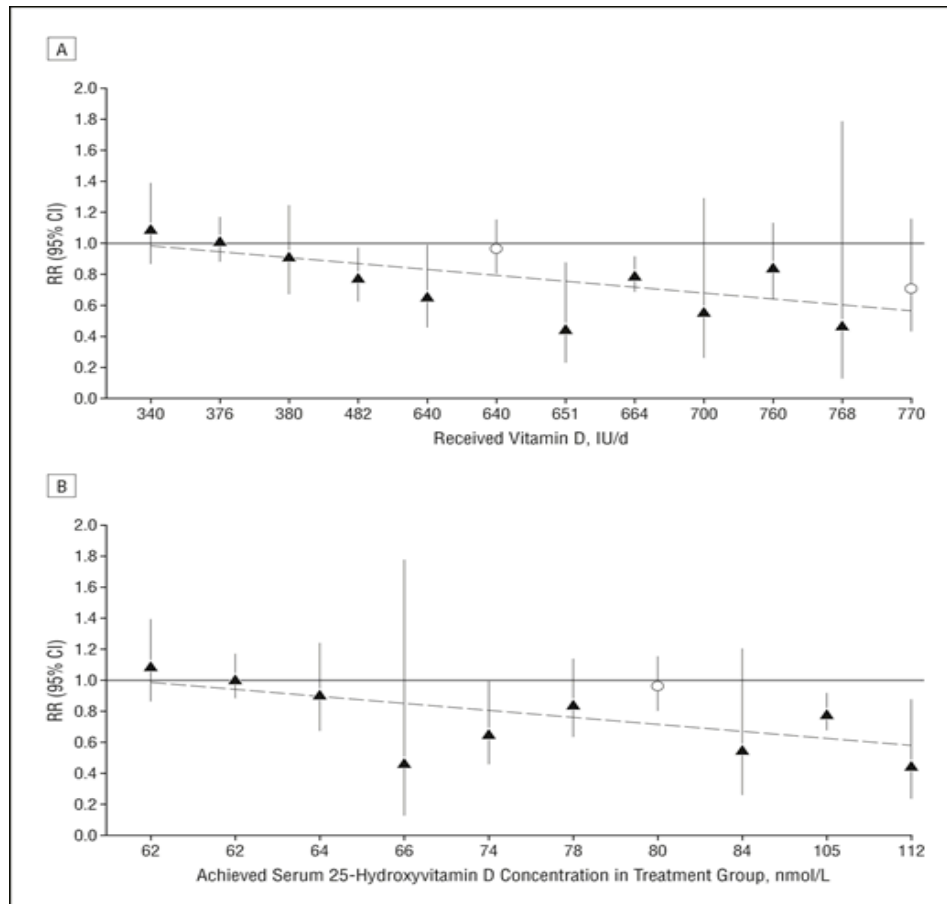 A
2.0
1.8
1.6
1.4
1.2
1.0
0.8
0.6
0.4
0.2
0.0
RR (95% CI)
340 376 380 482 640 640 651 664 700 760 768 770
Received Vitamin D, IU/d
B
2.0
1.8
1.6
1.4
1.2
1.0
0.8
0.6
0.4
0.2
0.0
RR (95% CI)
62 62 64 66 74 78 80 84 105 112
Achieved Serum 25-Hydroxyvitamin D Concentration in Treatment Group, nmol/L